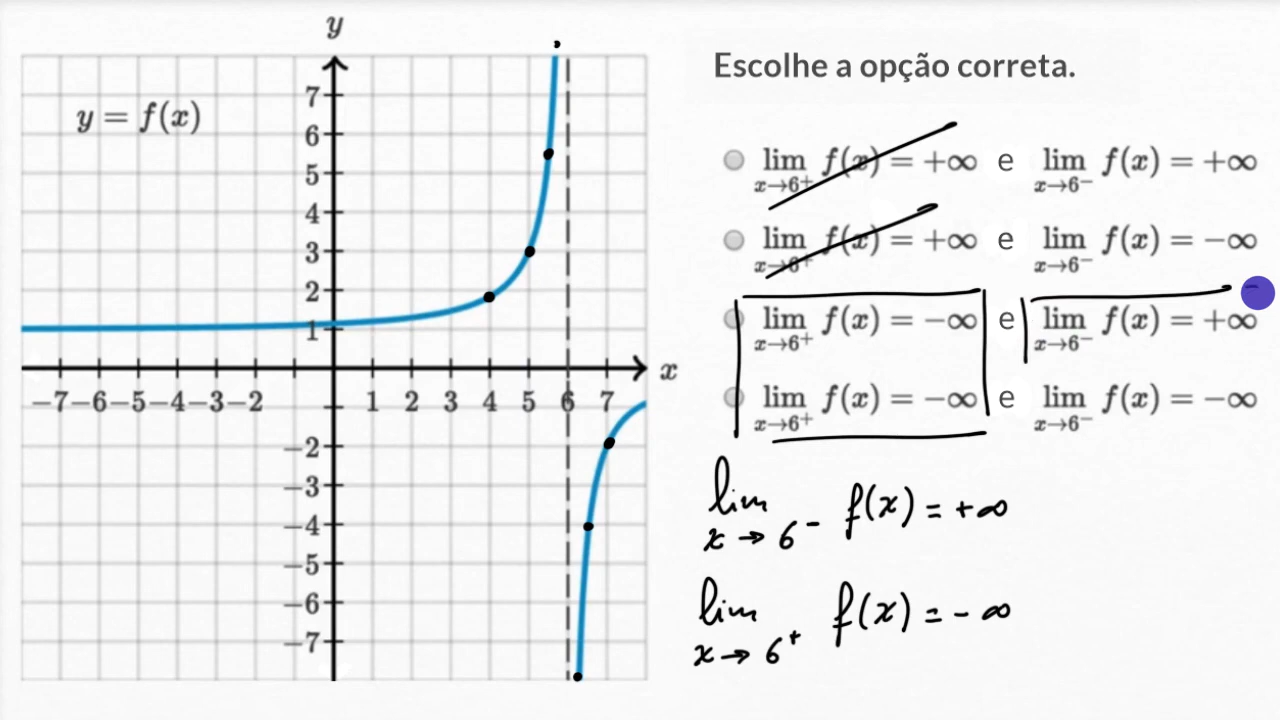 y
y = f(x)
7
6
5
4
3
2
1
x
−7 −6 −5 −4 −3 −2 1 2 3 4 5 6 7
−2
−3
−4
−5
−6
−7
Escolhe a opção correta.
lim x→6⁺ f(x) = +∞ e lim x→6⁻ f(x) = +∞
lim x→6⁺ f(x) = +∞ e lim x→6⁻ f(x) = −∞
lim x→6⁺ f(x) = −∞ e lim x→6⁻ f(x) = +∞
lim x→6⁺ f(x) = −∞ e lim x→6⁻ f(x) = −∞
lim x→6⁻ f(x) = +∞
lim x→6⁺ f(x) = −∞